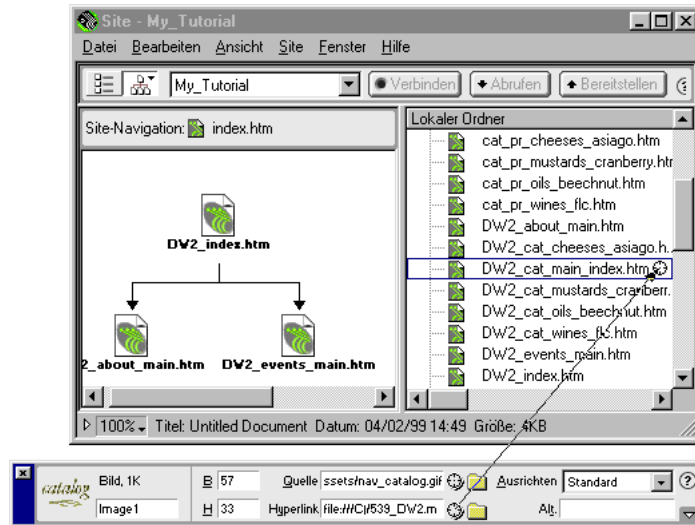 Site - My_Tutorial
Datei Bearbeiten Ansicht Site Fenster Hilfe
My_Tutorial Verbinden Abrufen Bereitstellen
Site-Navigation: index.htm
Lokaler Ordner
DW2_index.htm
2_about_main.htm DW2_events_main.htm
cat_pr_cheeses_asiago.htm
cat_pr_mustards_cranberry.htr
cat_pr_oils_beechnut.htm
cat_pr_wines_flc.htm
DW2_about_main.htm
DW2_cat_cheeses_asiago.h.
DW2_cat_main_index.htm
DW2_cat_mustards_cranberr.
DW2_cat_oils_beechnut.htm
DW2_cat_wines_flc.htm
DW2_events_main.htm
DW2_index.htm
100% Titel: Untitled Document Datum: 04/02/99 14:49 Größe: 4KB
catalog Bild, 1K B 57 Quelle ssets/nav_catalog.gif Ausrichten Standard ?
Image1 H 33 Hyperlink file:///C|/539_DW2.m Alt.